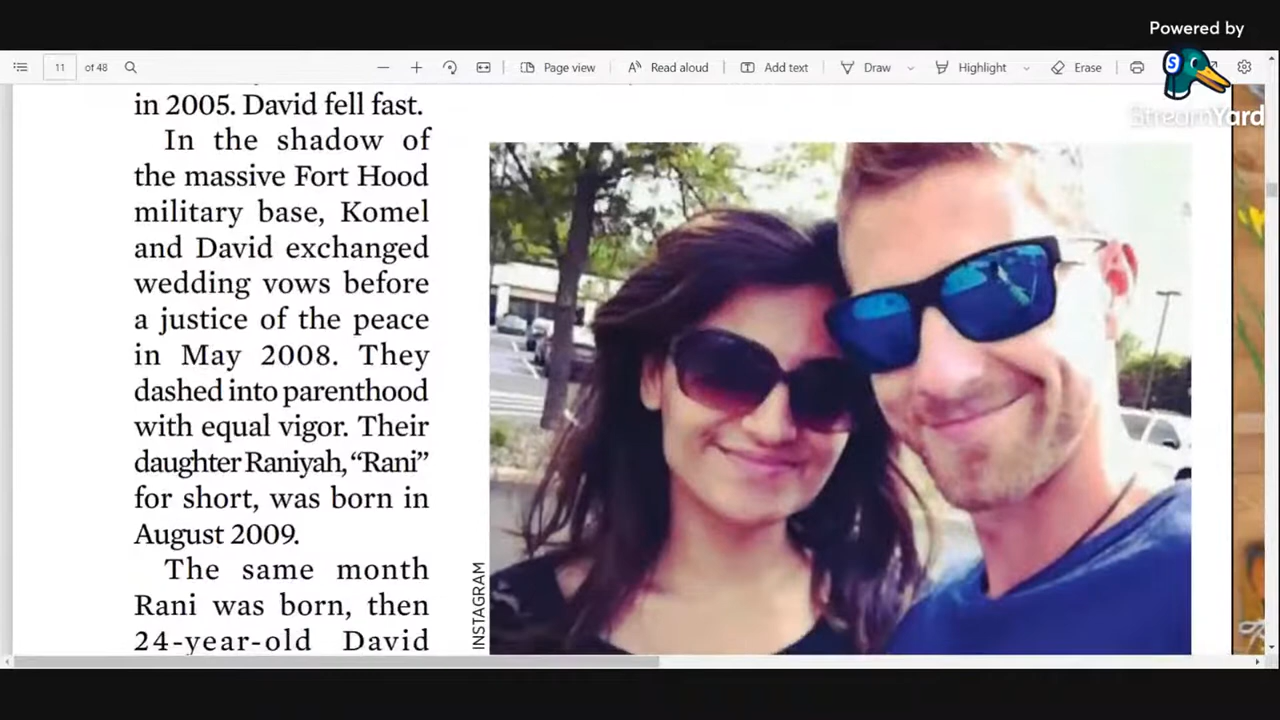 Powered by
StreamYard
11 of 48
Page view
Read aloud
Add text
Draw
Highlight
Erase
in 2005. David fell fast.
In the shadow of
the massive Fort Hood
military base, Komel
and David exchanged
wedding vows before
a justice of the peace
in May 2008. They
dashed into parenthood
with equal vigor. Their
daughter Raniyah, “Rani”
for short, was born in
August 2009.
The same month
Rani was born, then
24-year-old David
INSTAGRAM